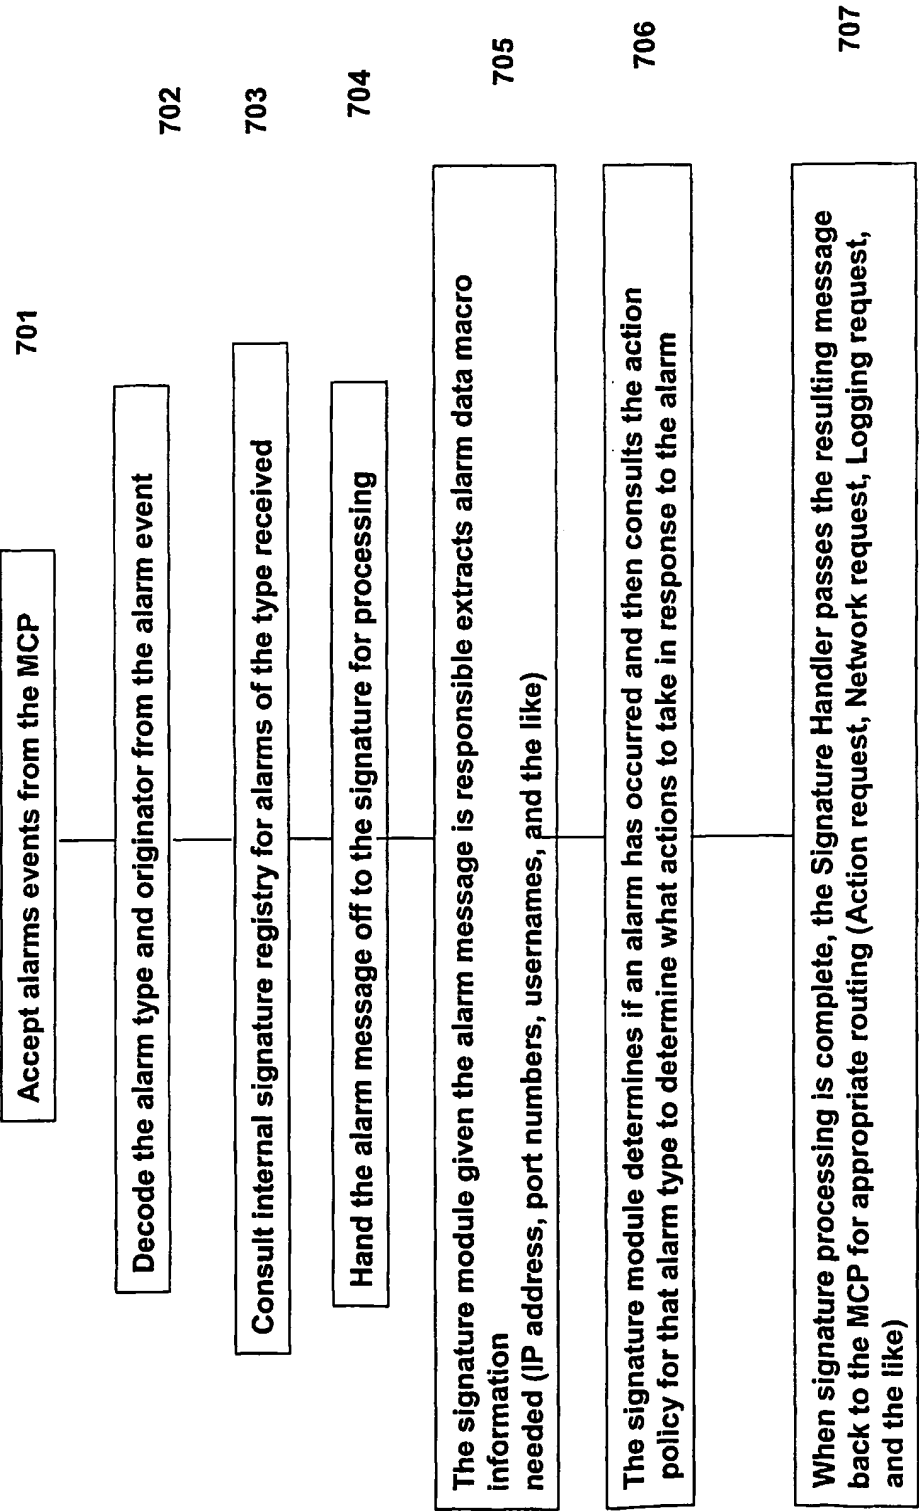 701
Accept alarms events from the MCP
702
Decode the alarm type and originator from the alarm event
703
Consult internal signature registry for alarms of the type received
704
Hand the alarm message off to the signature for processing
705
The signature module given the alarm message is responsible extracts alarm data macro
information
needed (IP address, port numbers, usernames, and the like)
706
The signature module determines if an alarm has occurred and then consults the action
policy for that alarm type to determine what actions to take in response to the alarm
707
When signature processing is complete, the Signature Handler passes the resulting message
back to the MCP for appropriate routing (Action request, Network request, Logging request,
and the like)